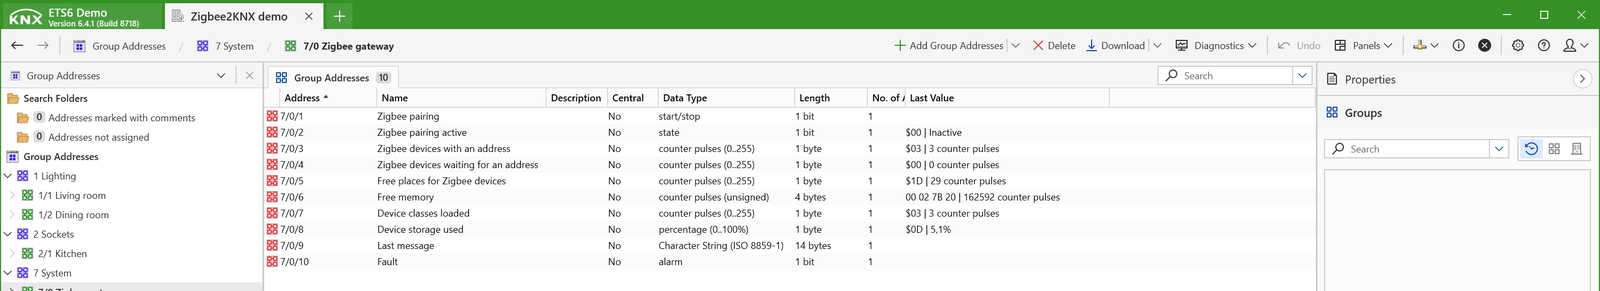 KNX ETS6 Demo Version 6.4.1 (Build 8718) Zigbee2KNX demo
Group Addresses / 7 System / 7/0 Zigbee gateway Add Group Addresses Delete Download Diagnostics Undo Panels
Group Addresses
Search Folders
0 Addresses marked with comments
0 Addresses not assigned
Group Addresses
1 Lighting
1/1 Living room
1/2 Dining room
2 Sockets
2/1 Kitchen
7 System
Group Addresses 10 Search
Address Name Description Central Data Type Length No. of Last Value
7/0/1 Zigbee pairing No start/stop 1 bit 1
7/0/2 Zigbee pairing active No state 1 bit 1 $00 | Inactive
7/0/3 Zigbee devices with an address No counter pulses (0..255) 1 byte 1 $03 | 3 counter pulses
7/0/4 Zigbee devices waiting for an address No counter pulses (0..255) 1 byte 1 $00 | 0 counter pulses
7/0/5 Free places for Zigbee devices No counter pulses (0..255) 1 byte 1 $1D | 29 counter pulses
7/0/6 Free memory No counter pulses (unsigned) 4 bytes 1 00 02 7B 20 | 162592 counter pulses
7/0/7 Device classes loaded No counter pulses (0..255) 1 byte 1 $03 | 3 counter pulses
7/0/8 Device storage used No percentage (0..100%) 1 byte 1 $0D | 5,1%
7/0/9 Last message No Character String (ISO 8859-1) 14 bytes 1
7/0/10 Fault No alarm 1 bit 1
Properties
Groups
Search